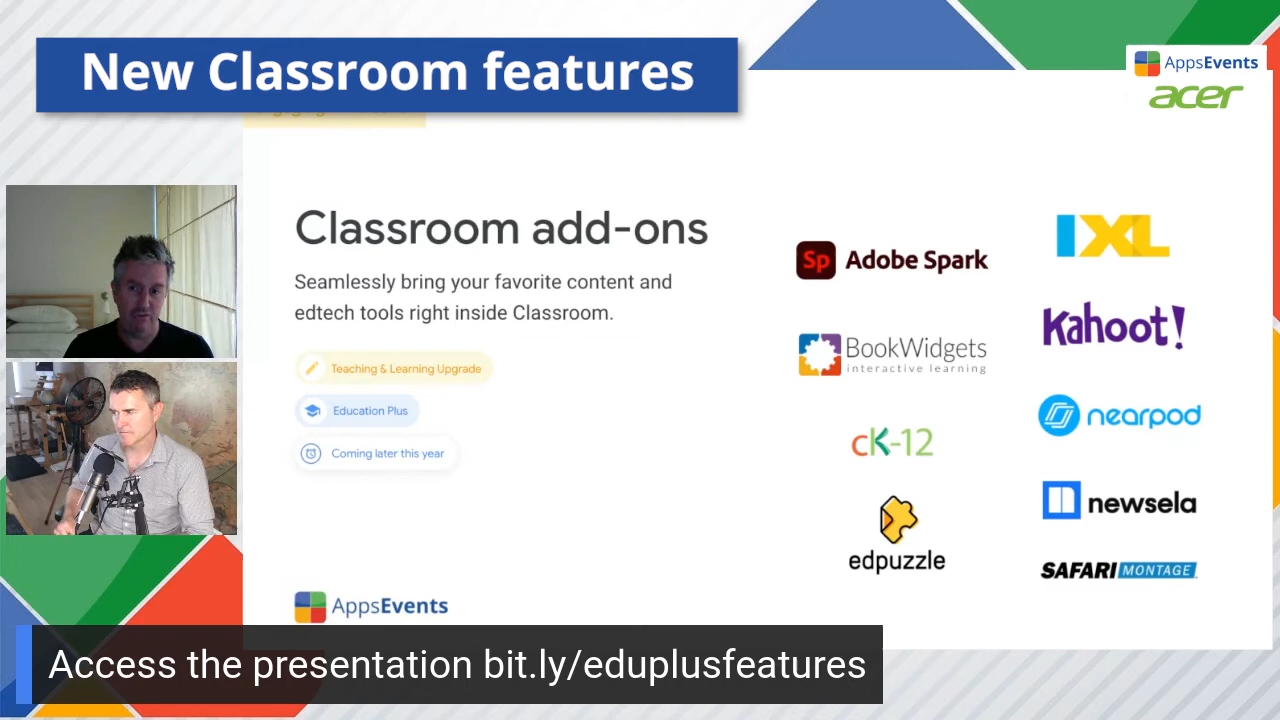 New Classroom features
AppsEvents
acer
Classroom add-ons
Seamlessly bring your favorite content and
edtech tools right inside Classroom.
Teaching & Learning Upgrade
Education Plus
Coming later this year
Sp Adobe Spark
BookWidgets
interactive learning
cK-12
edpuzzle
IXL
Kahoot!
nearpod
newsela
SAFARI MONTAGE
AppsEvents
Access the presentation bit.ly/eduplusfeatures